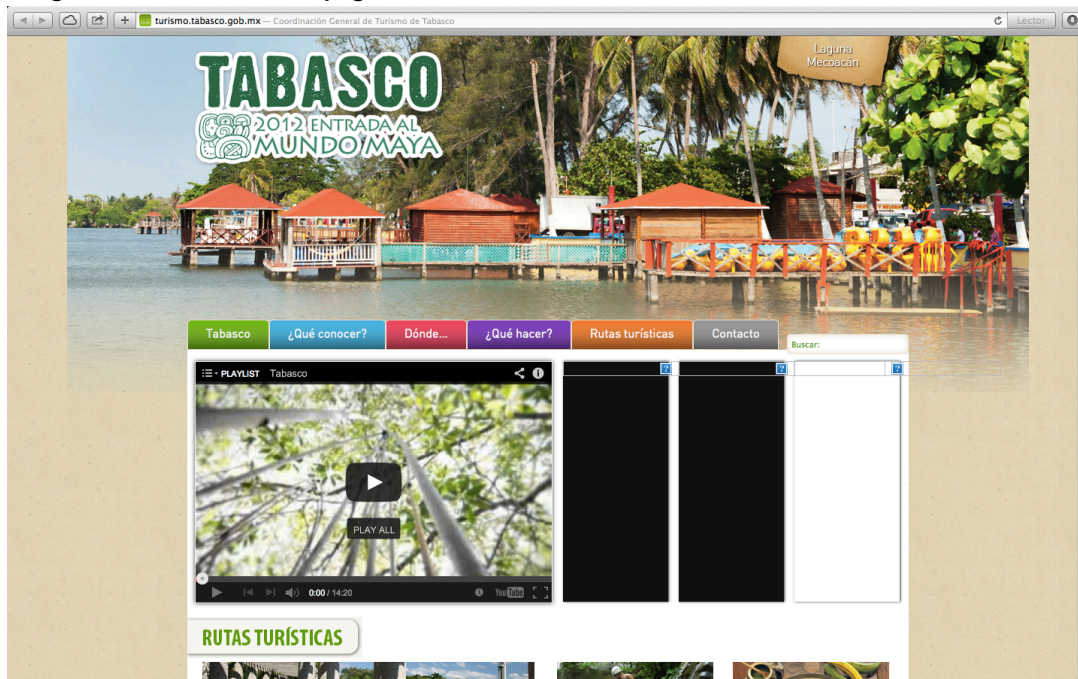 turismo.tabasco.gob.mx — Coordinación General de Turismo de Tabasco
Lector
Laguna
Mecoacán
TABASCO
2012 ENTRADA AL
MUNDO MAYA
Tabasco
¿Qué conocer?
Dónde...
¿Qué hacer?
Rutas turísticas
Contacto
Buscar:
PLAYLIST Tabasco
PLAY ALL
0:00 / 14:20
YouTube
RUTAS TURÍSTICAS